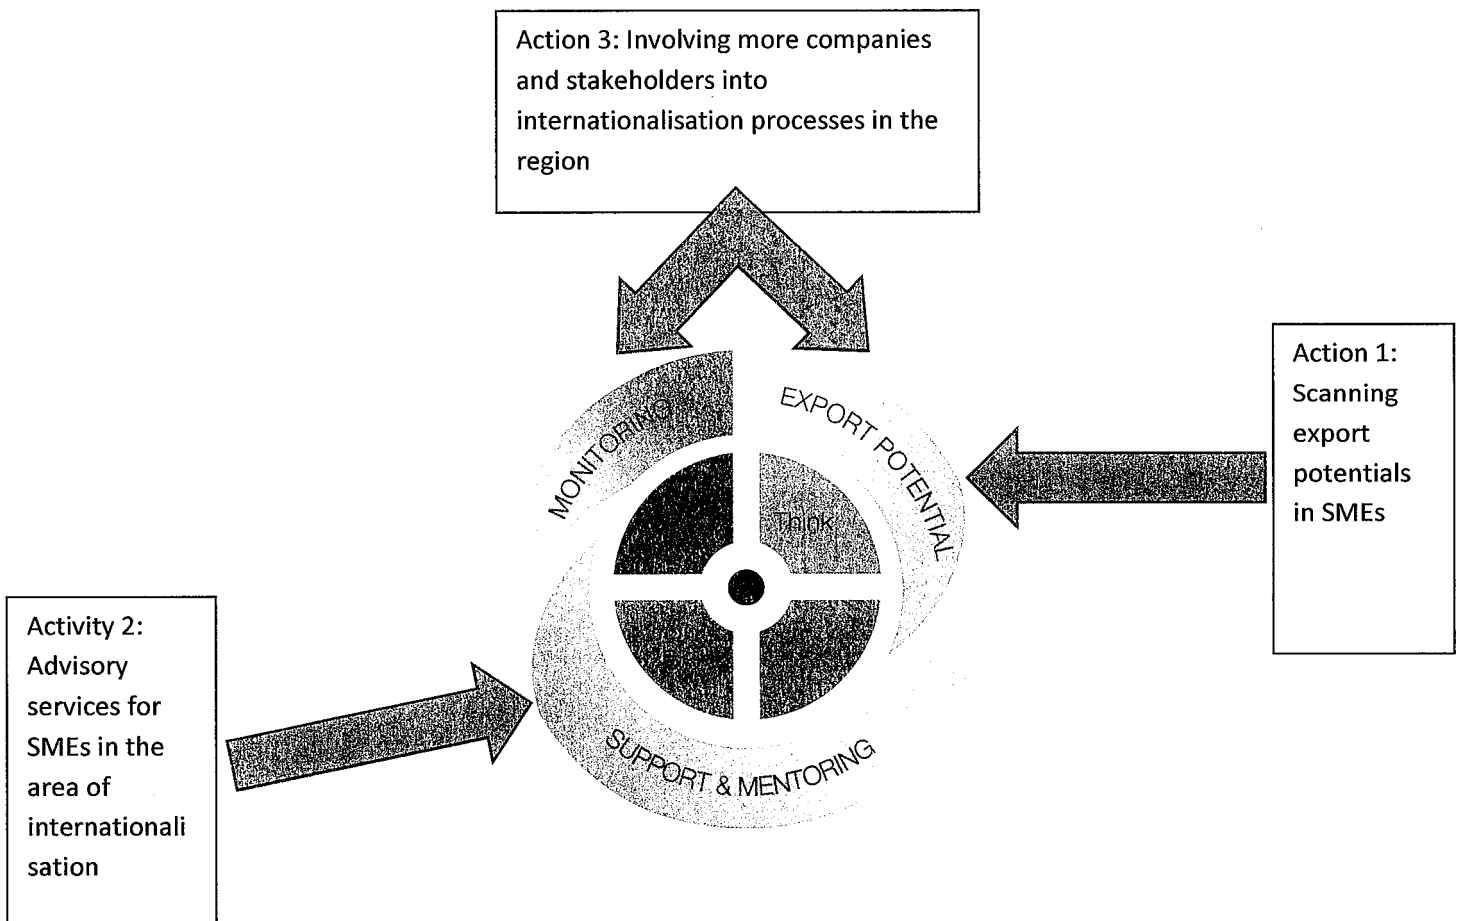 Action 3: Involving more companies
and stakeholders into
internationalisation processes in the
region
MONITORING
EXPORT POTENTIAL
Think
SUPPORT & MENTORING
Action 1:
Scanning
export
potentials
in SMEs
Activity 2:
Advisory
services for
SMEs in the
area of
internationali
sation